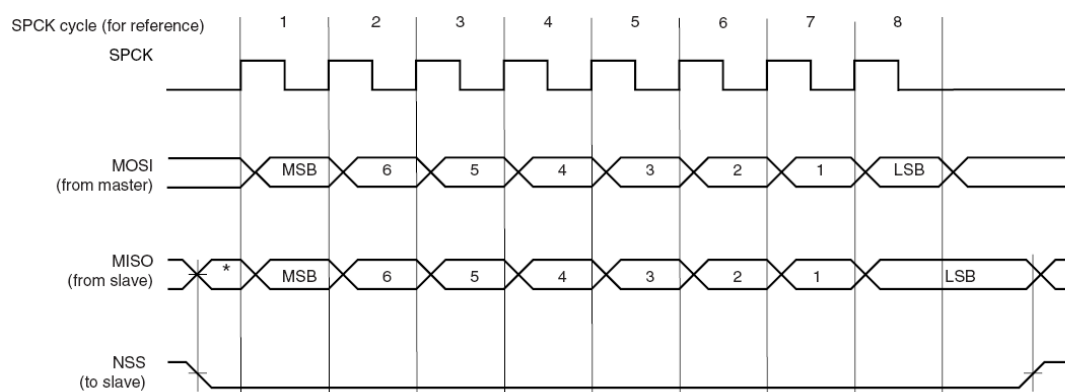 SPCK cycle (for reference) 1 2 3 4 5 6 7 8
SPCK
MOSI
(from master)
MSB 6 5 4 3 2 1 LSB
MISO
(from slave)
* MSB 6 5 4 3 2 1 LSB
NSS
(to slave)